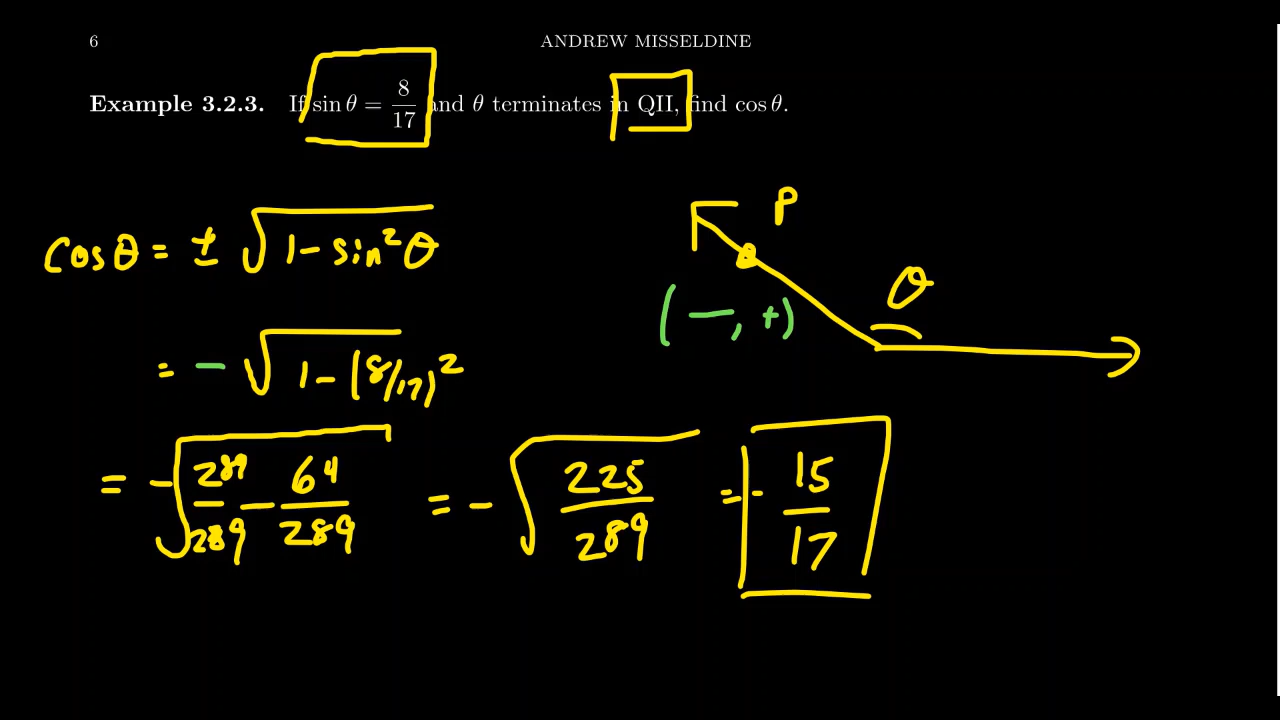 6 ANDREW MISSELDINE
Example 3.2.3. If sin θ = 8/17 and θ terminates in QII, find cos θ.
P
cos θ = ± √(1 - sin²θ)
θ
(—, +)
= - √(1 - (8/17)²)
= - √(289/289 - 64/289) = - √(225/289) = - 15/17